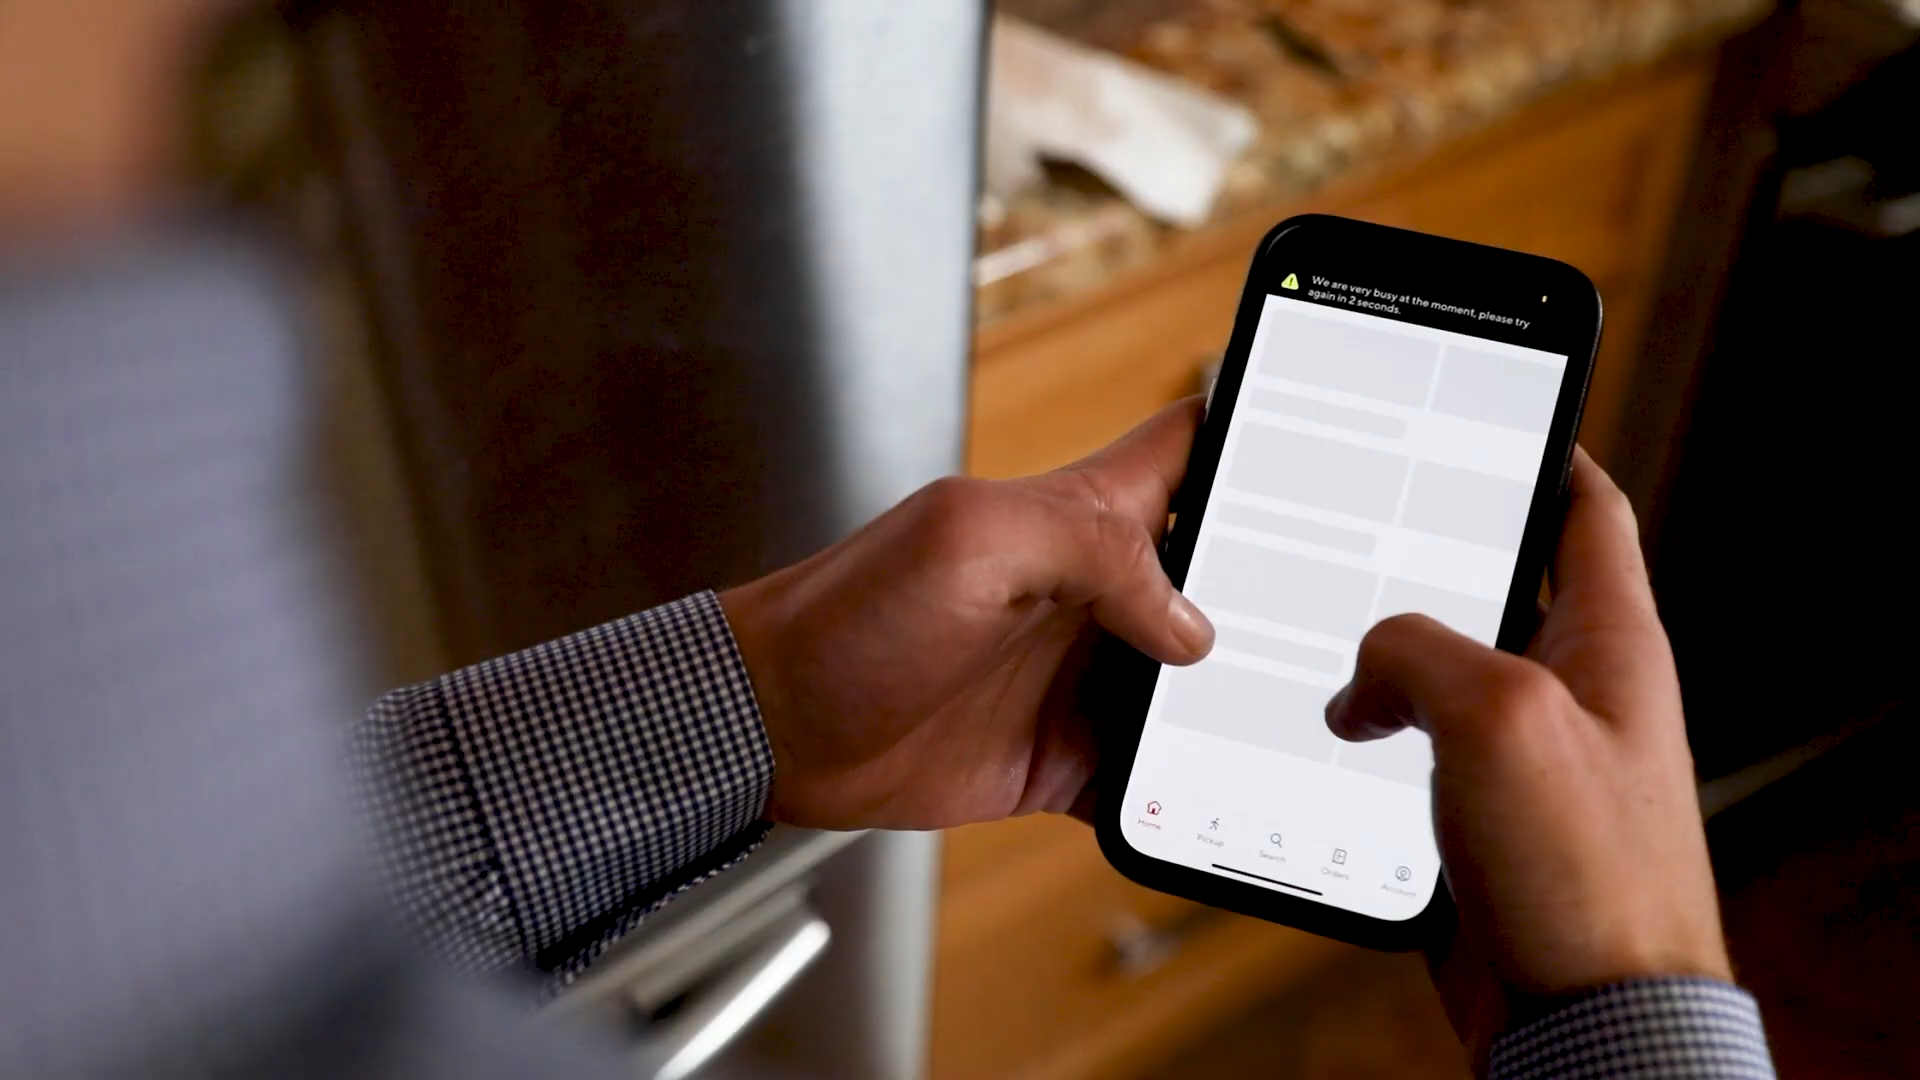 We are very busy at the moment, please try
again in 2 seconds.
Home
Pickup
Search
Orders
Account